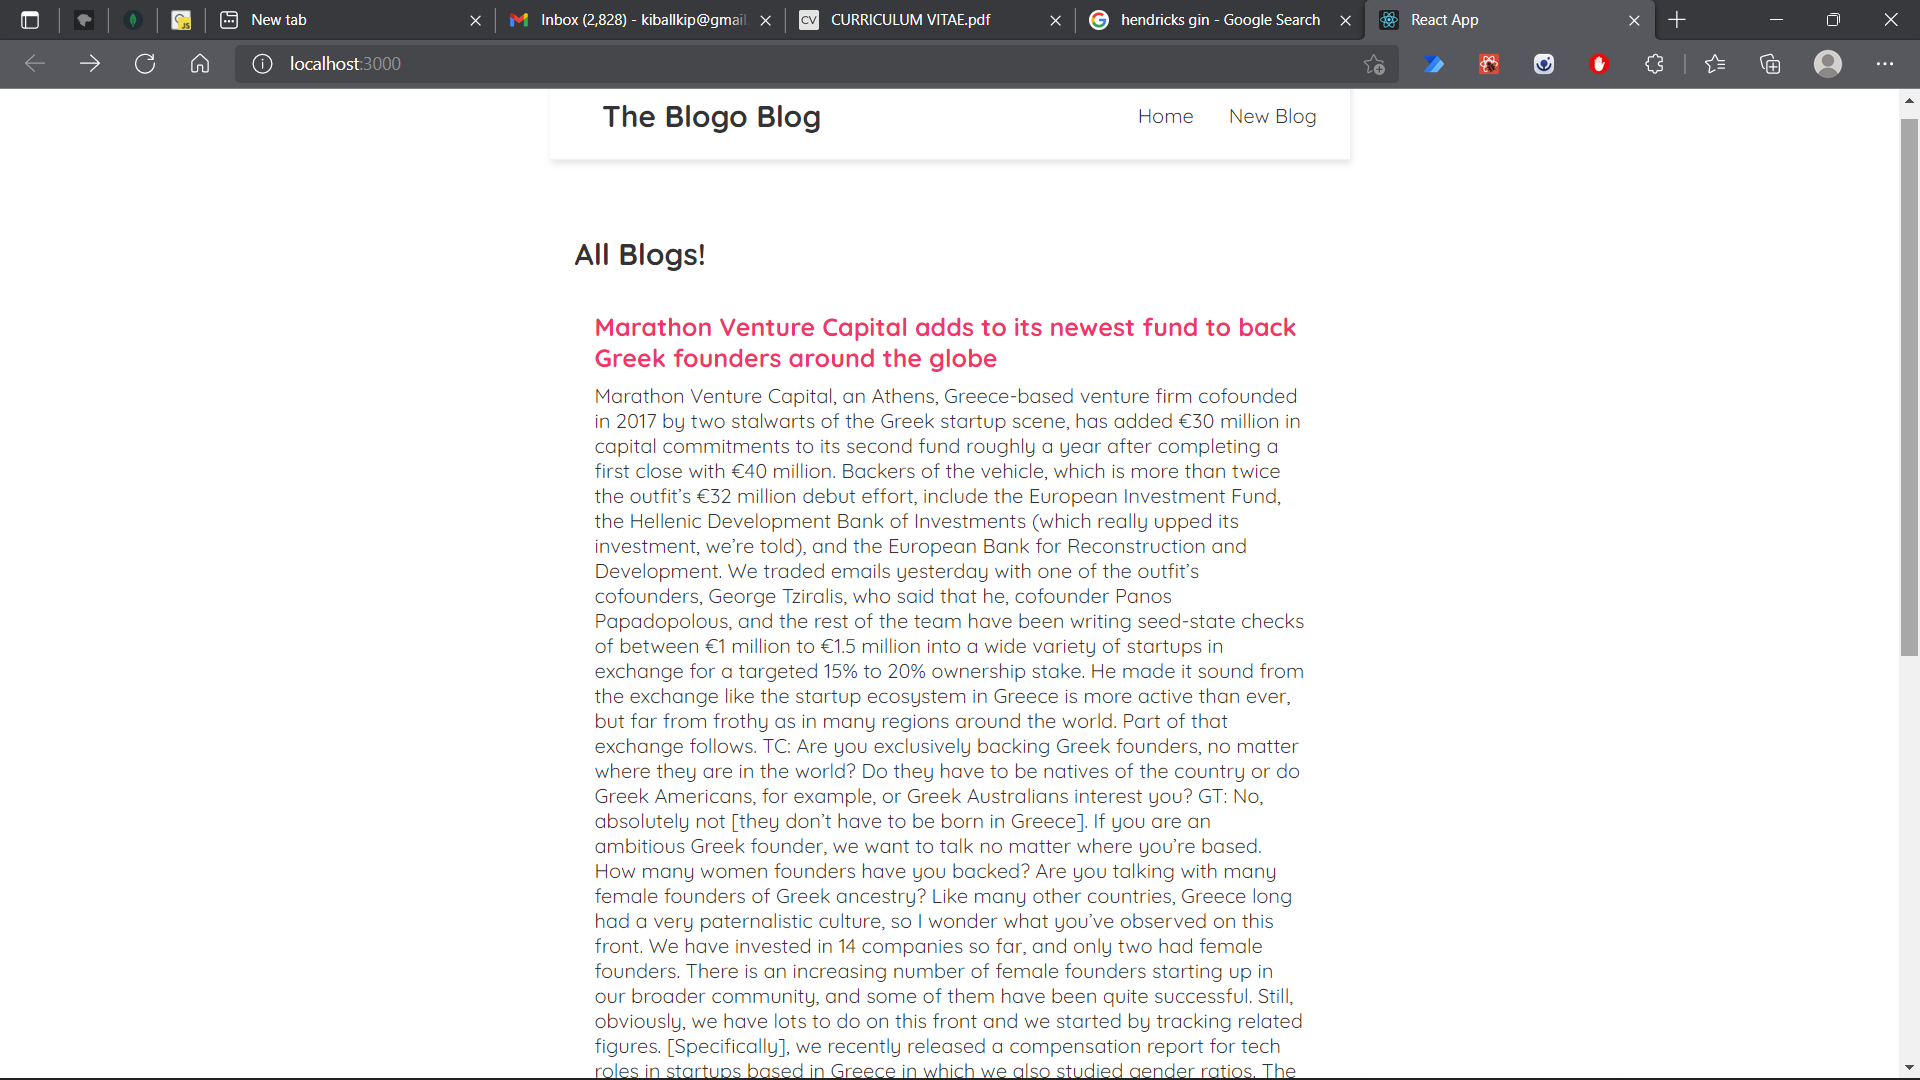 New tab
Inbox (2,828) - kiballkip@gmail
CV
CURRICULUM VITAE.pdf
hendricks gin - Google Search
React App
localhost:3000
The Blogo Blog
Home
New Blog
All Blogs!
Marathon Venture Capital adds to its newest fund to back
Greek founders around the globe
Marathon Venture Capital, an Athens, Greece-based venture firm cofounded
in 2017 by two stalwarts of the Greek startup scene, has added €30 million in
capital commitments to its second fund roughly a year after completing a
first close with €40 million. Backers of the vehicle, which is more than twice
the outfit’s €32 million debut effort, include the European Investment Fund,
the Hellenic Development Bank of Investments (which really upped its
investment, we’re told), and the European Bank for Reconstruction and
Development. We traded emails yesterday with one of the outfit’s
cofounders, George Tziralis, who said that he, cofounder Panos
Papadopolous, and the rest of the team have been writing seed-state checks
of between €1 million to €1.5 million into a wide variety of startups in
exchange for a targeted 15% to 20% ownership stake. He made it sound from
the exchange like the startup ecosystem in Greece is more active than ever,
but far from frothy as in many regions around the world. Part of that
exchange follows. TC: Are you exclusively backing Greek founders, no matter
where they are in the world? Do they have to be natives of the country or do
Greek Americans, for example, or Greek Australians interest you? GT: No,
absolutely not [they don’t have to be born in Greece]. If you are an
ambitious Greek founder, we want to talk no matter where you’re based.
How many women founders have you backed? Are you talking with many
female founders of Greek ancestry? Like many other countries, Greece long
had a very paternalistic culture, so I wonder what you’ve observed on this
front. We have invested in 14 companies so far, and only two had female
founders. There is an increasing number of female founders starting up in
our broader community, and some of them have been quite successful. Still,
obviously, we have lots to do on this front and we started by tracking related
figures. [Specifically], we recently released a compensation report for tech
roles in startups based in Greece in which we also studied gender ratios. The